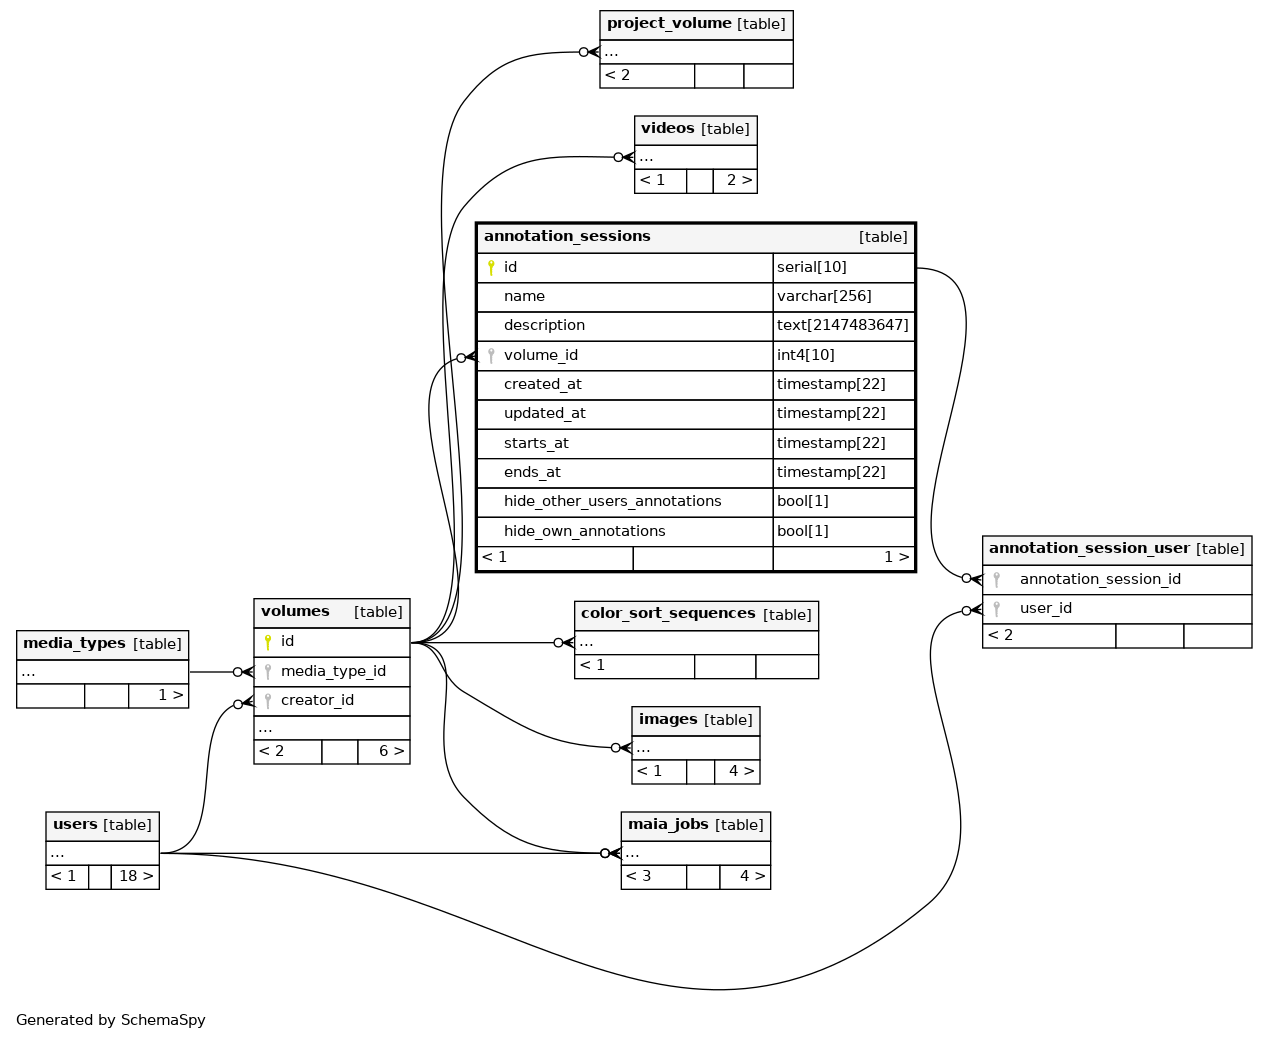 project_volume [table]
...
< 2
videos [table]
...
< 1 2 >
annotation_sessions [table]
id serial[10]
name varchar[256]
description text[2147483647]
volume_id int4[10]
created_at timestamp[22]
updated_at timestamp[22]
starts_at timestamp[22]
ends_at timestamp[22]
hide_other_users_annotations bool[1]
hide_own_annotations bool[1]
< 1 1 >
annotation_session_user [table]
annotation_session_id
user_id
< 2
volumes [table]
id
media_type_id
creator_id
...
< 2 6 >
media_types [table]
...
1 >
color_sort_sequences [table]
...
< 1
images [table]
...
< 1 4 >
users [table]
...
< 1 18 >
maia_jobs [table]
...
< 3 4 >
Generated by SchemaSpy